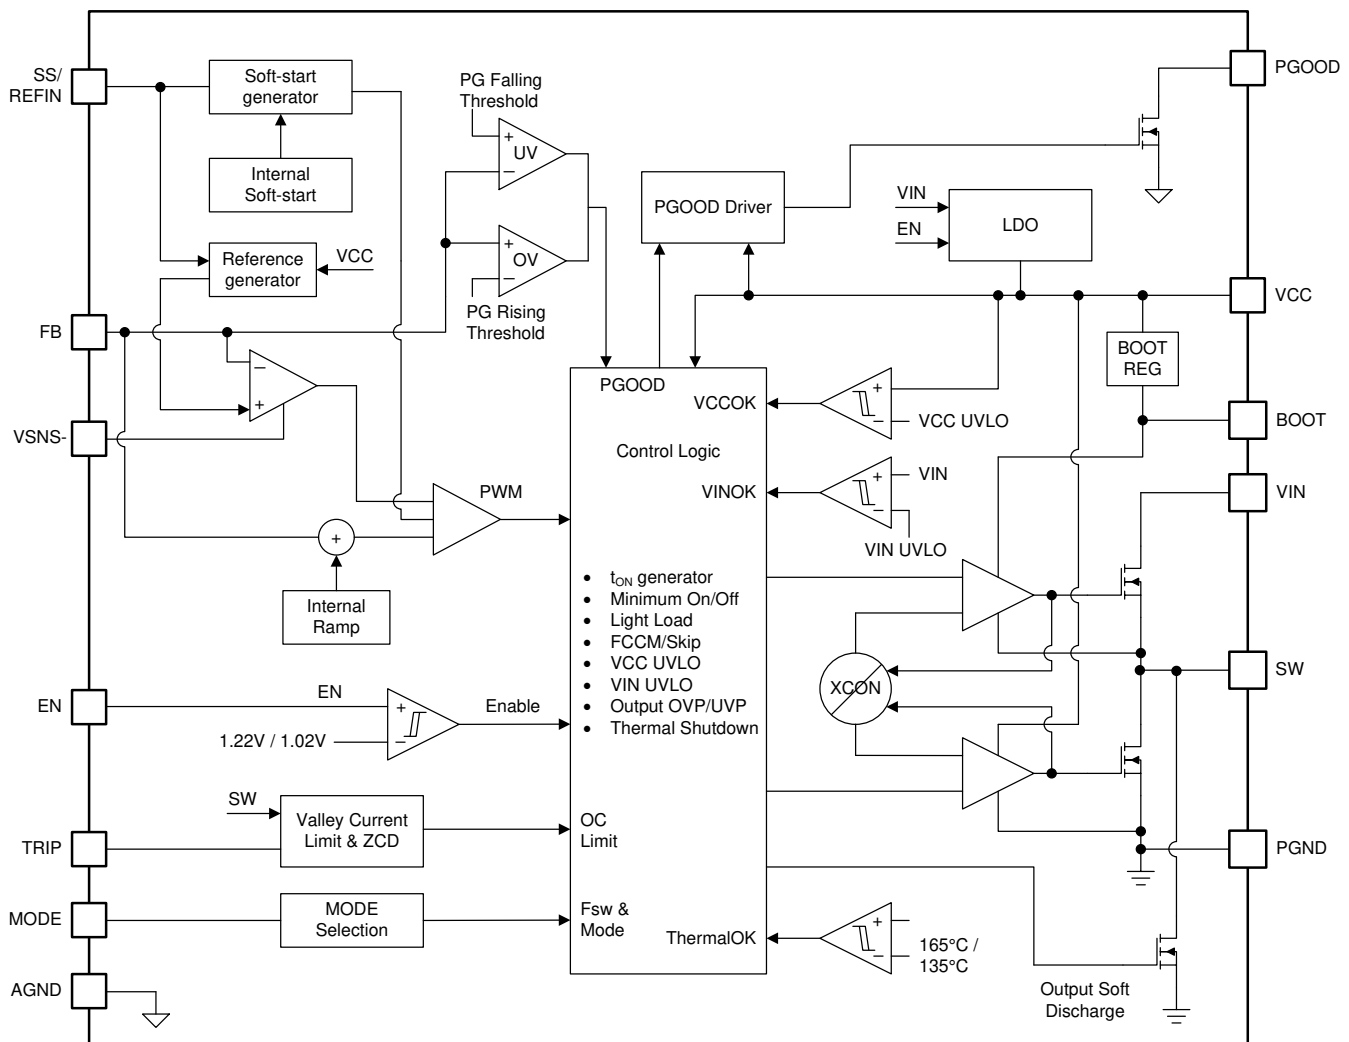 SS/
REFIN
Soft-start
generator
Internal
Soft-start
Reference
generator
VCC
PG Falling
Threshold
+
UV
−
+
OV
−
PG Rising
Threshold
PGOOD Driver
VIN
EN
LDO
PGOOD
VCC
BOOT
REG
BOOT
VIN
FB
−
+
VSNS-
PWM
+
Internal
Ramp
PGOOD
VCCOK
+
−
VCC UVLO
Control Logic
VINOK
+
−
VIN
VIN UVLO
• tON generator
• Minimum On/Off
• Light Load
• FCCM/Skip
• VCC UVLO
• VIN UVLO
• Output OVP/UVP
• Thermal Shutdown
XCON
SW
EN
EN
+
−
1.22V / 1.02V
Enable
SW
Valley Current
Limit & ZCD
OC
Limit
TRIP
PGND
MODE
MODE
Selection
Fsw &
Mode
ThermalOK
+
−
165°C /
135°C
Output Soft
Discharge
AGND